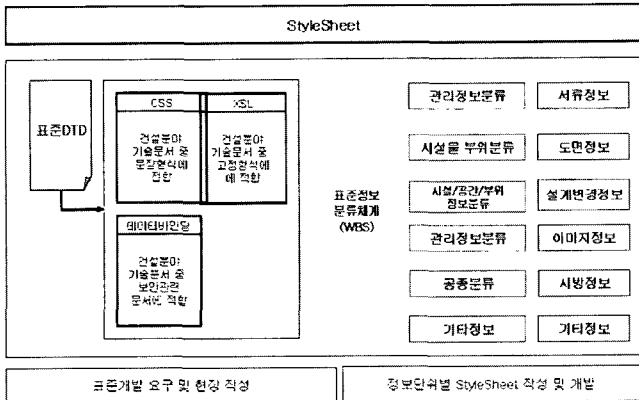 StyleSheet
표준DTD
CSS
XSL
건설분야
기술문서 중
문장형식에
적합
건설분야
기술문서 중
고정형식에
에 적합
데이터바인딩
건설분야
기술문서 중
보안관련
문서에 적합
표준정보
분류체계
(WBS)
관리정보분류
서류정보
시설물 부위분류
도면정보
시설/공간/부위
정보분류
설계변경정보
관리정보분류
이미지정보
공종분류
시방정보
기타정보
기타정보
표준개발 요구 및 현장 작성
정보단위별 StyleSheet 작성 및 개발